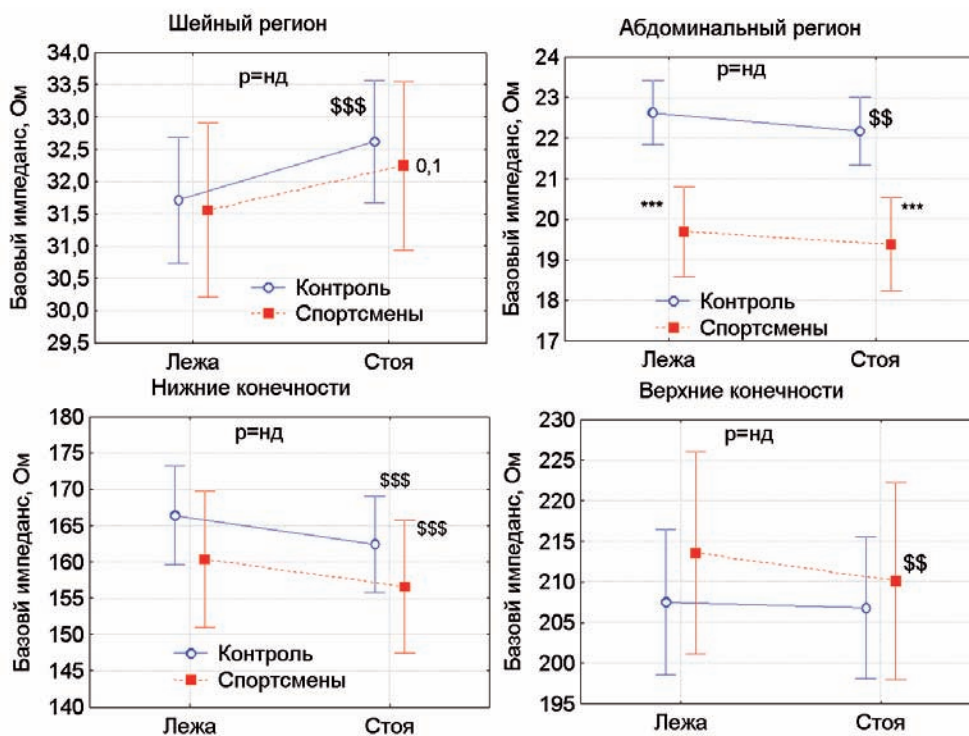 Шейный регион
Баовый импеданс, Ом
34,0
33,5
33,0
32,5
32,0
31,5
31,0
30,5
30,0
29,5
р=нд
$$$
0,1
Контроль
Спортсмены
Лежа
Стоя
Абдоминальный регион
Базовый импеданс, Ом
24
23
22
21
20
19
18
17
р=нд
$$
***
***
Контроль
Спортсмены
Лежа
Стоя
Нижние конечности
Базовй импеданс, Ом
180
175
170
165
160
155
150
145
140
р=нд
$$$
$$$
Контроль
Спортсмены
Лежа
Стоя
Верхние конечности
Базовй импеданс, Ом
230
225
220
215
210
205
200
195
р=нд
$$
Лежа
Стоя